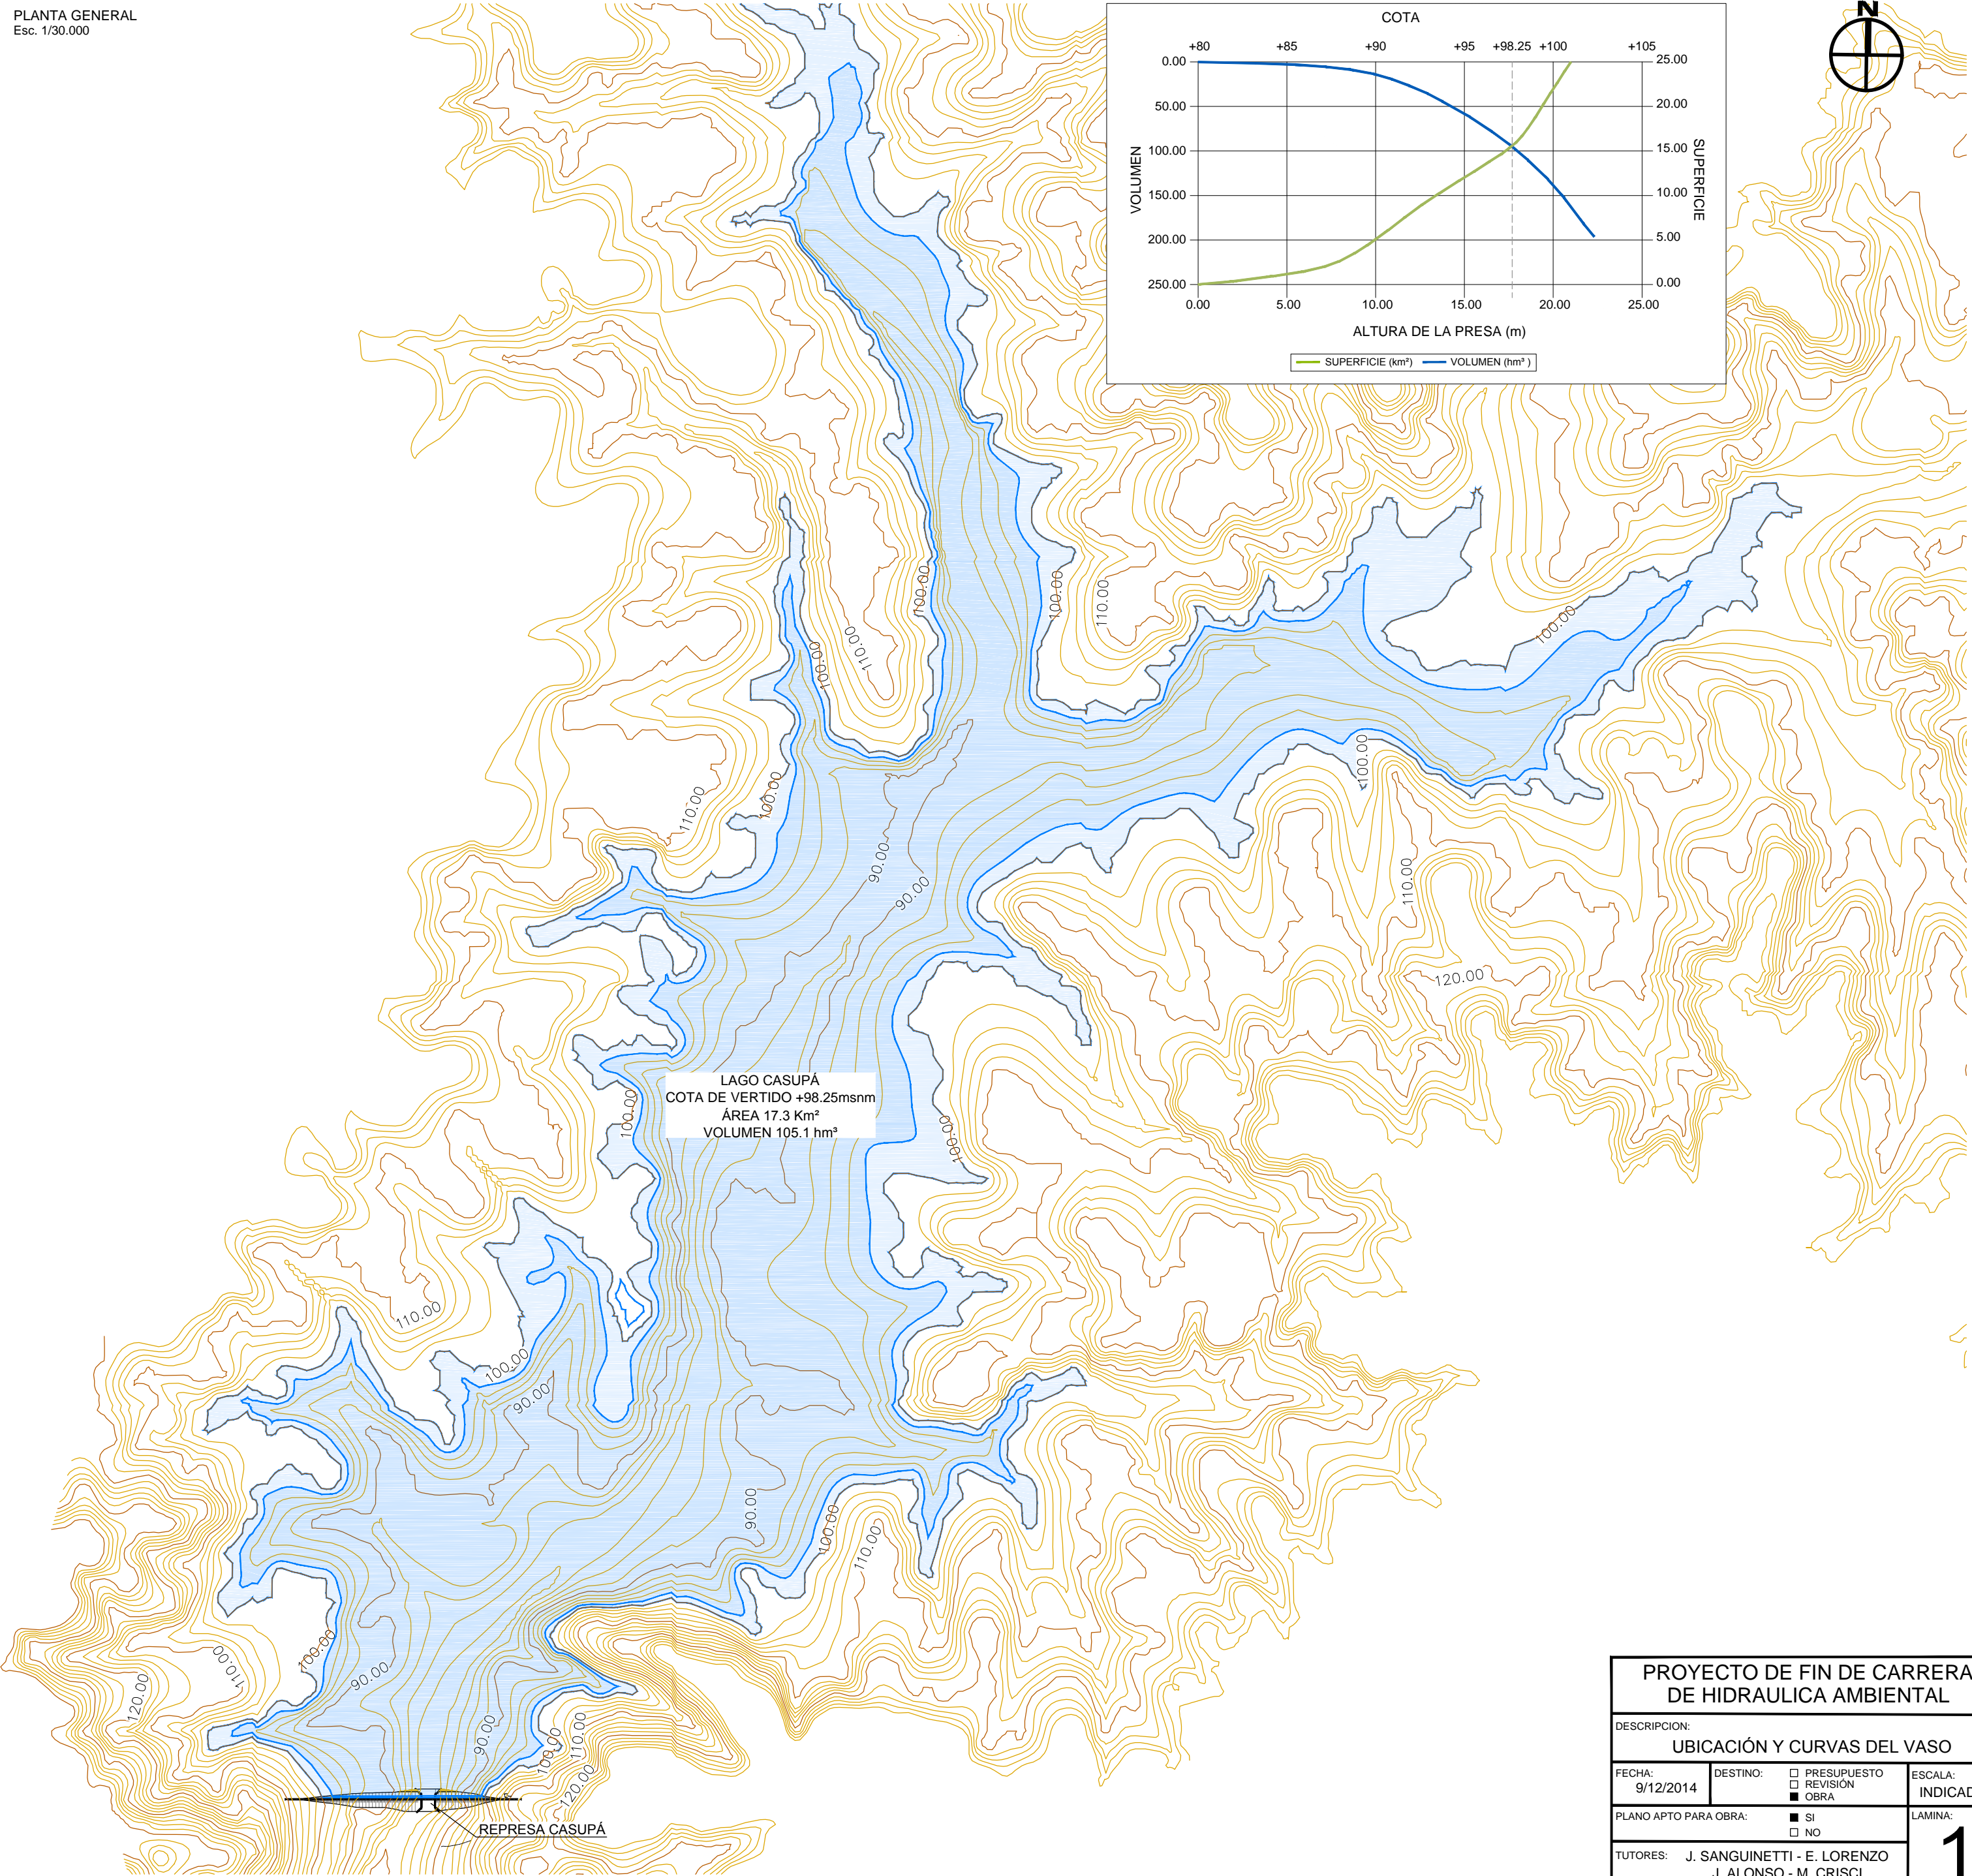 PLANTA GENERAL
Esc. 1/30.000
COTA
+80 +85 +90 +95 +98.25 +100 +105
0.00 25.00
50.00 20.00
100.00 15.00
150.00 10.00
200.00 5.00
250.00 0.00
VOLUMEN
SUPERFICIE
0.00 5.00 10.00 15.00 20.00 25.00
ALTURA DE LA PRESA (m)
SUPERFICIE (km²) VOLUMEN (hm³ )
N
100.00
100.00
110.00
110.00
100.00
100.00
100.00
110.00
100.00
90.00
90.00
110.00
120.00
LAGO CASUPÁ
COTA DE VERTIDO +98.25msnm
ÁREA 17.3 Km²
VOLUMEN 105.1 hm³
100.00
100.00
110.00
100.00
90.00
90.00
100.00
110.00
100.00
110.00
120.00
90.00
90.00
100.00
110.00
120.00
REPRESA CASUPÁ
PROYECTO DE FIN DE CARRERA
DE HIDRAULICA AMBIENTAL
DESCRIPCION:
UBICACIÓN Y CURVAS DEL VASO
FECHA:
9/12/2014
DESTINO:
PRESUPUESTO
REVISIÓN
OBRA
ESCALA:
INDICAD
PLANO APTO PARA OBRA:
SI
NO
LAMINA:
1
TUTORES: J. SANGUINETTI - E. LORENZO
J. ALONSO - M. CRISCI